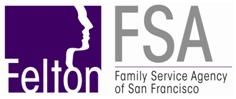 Felton
FSA
Family Service Agency
of San Francisco